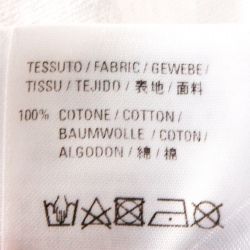 TESSUTO / FABRIC / GEWEBE /
TISSU / TEJIDO / 表地 / 面料
100% COTONE / COTTON /
BAUMWOLLE / COTON /
ALGODON / 綿 / 棉